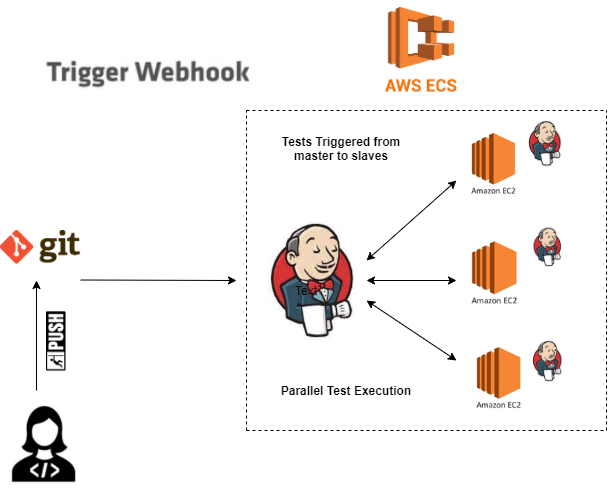 Trigger Webhook
AWS ECS
Tests Triggered from
master to slaves
Amazon EC2
git
Text
Amazon EC2
PUSH
Parallel Test Execution
Amazon EC2
</>